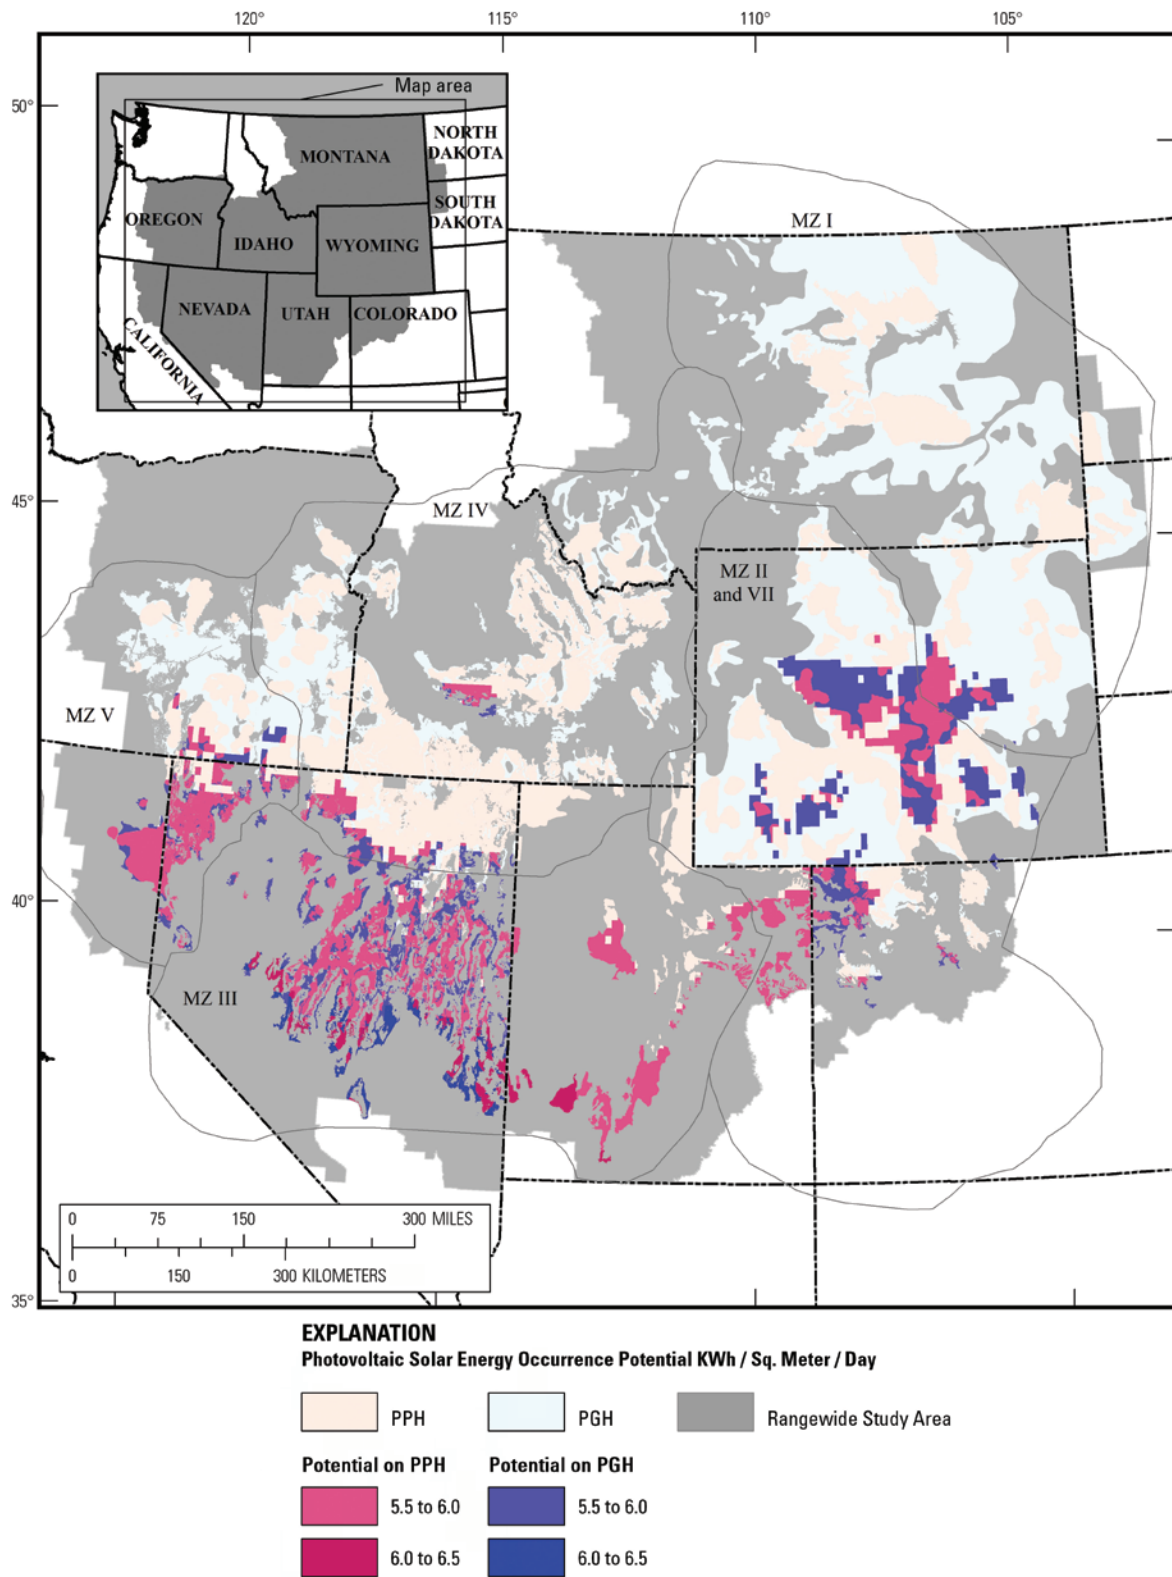 120° 115° 110° 105°
50°
Map area
NORTH
DAKOTA
MONTANA
SOUTH
DAKOTA
OREGON
IDAHO
WYOMING
NEVADA
UTAH
COLORADO
CALIFORNIA
MZ I
45°
MZ IV
MZ II
and VII
MZ V
40°
MZ III
0 75 150 300 MILES
0 150 300 KILOMETERS
35°
EXPLANATION
Photovoltaic Solar Energy Occurrence Potential KWh / Sq. Meter / Day
PPH PGH Rangewide Study Area
Potential on PPH Potential on PGH
5.5 to 6.0 5.5 to 6.0
6.0 to 6.5 6.0 to 6.5